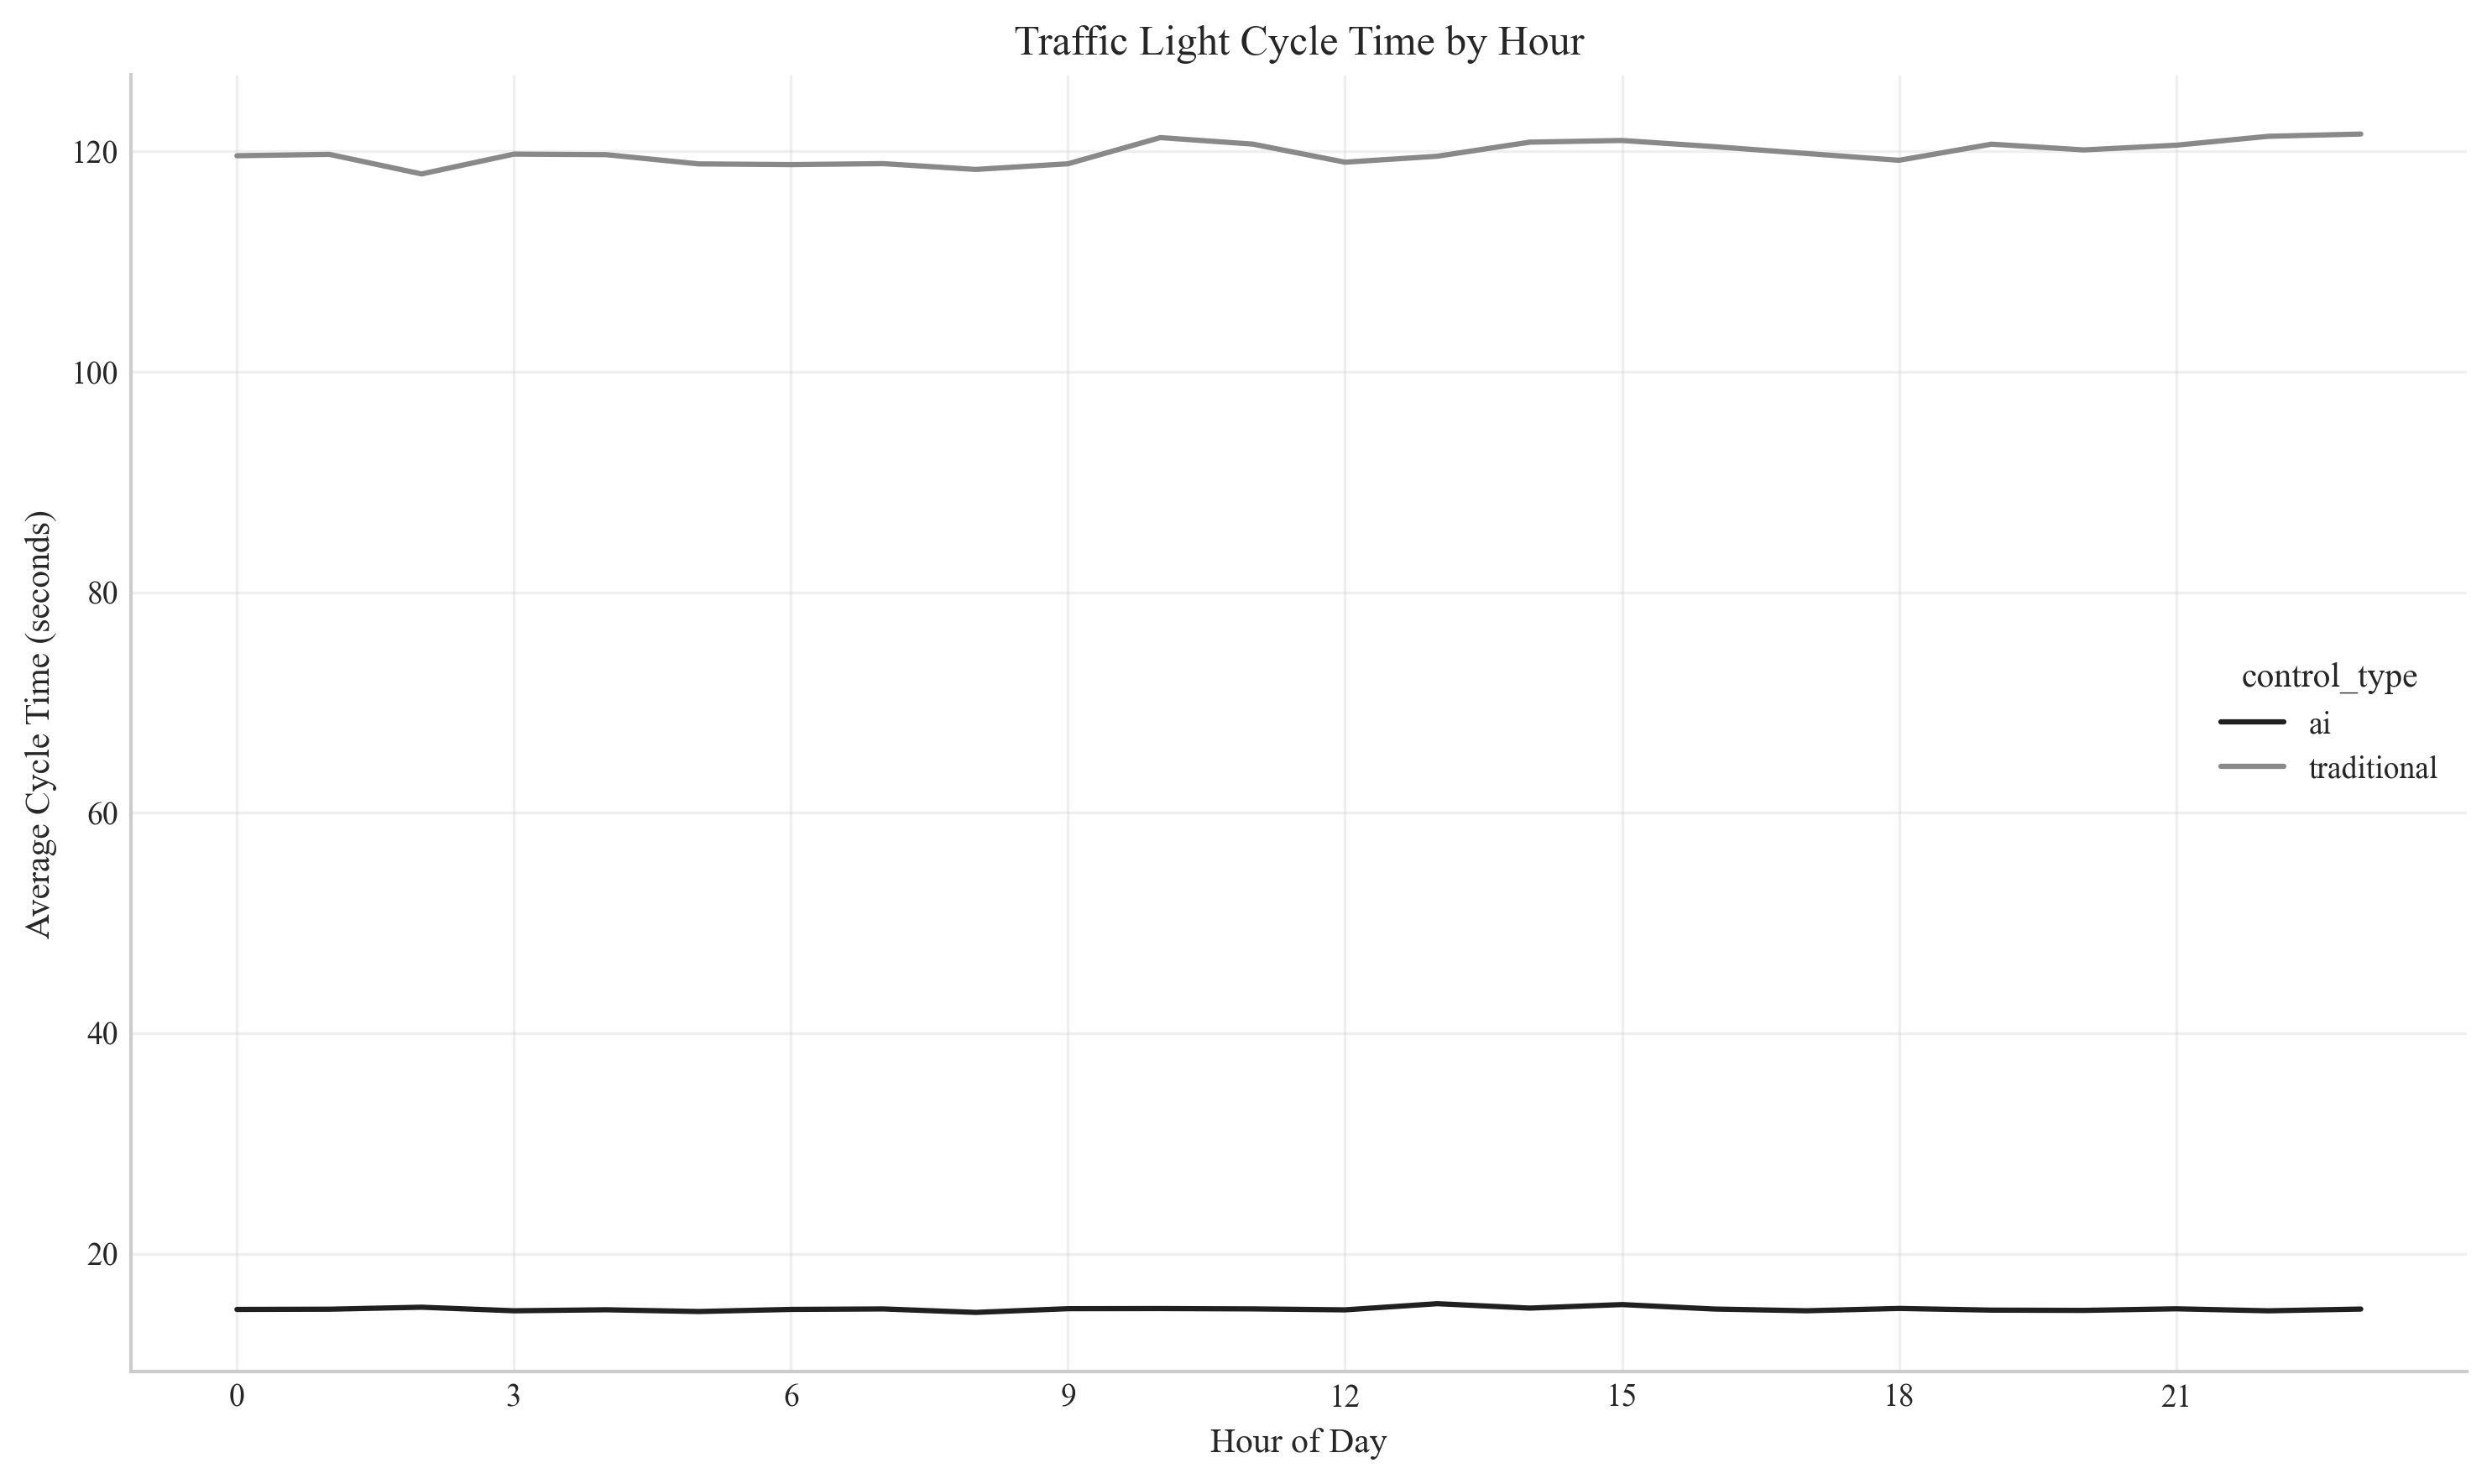 Traffic Light Cycle Time by Hour
Average Cycle Time (seconds)
120
100
80
60
40
20
control_type
ai
traditional
0 3 6 9 12 15 18 21
Hour of Day